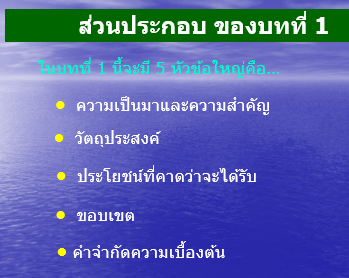 ส่วนประกอบ ของบทที่ 1
ในบทที่ 1 นี้จะมี 5 หัวข้อใหญ่คือ...
ความเป็นมาและความสำคัญ
วัตถุประสงค์
ประโยชน์ที่คาดว่าจะได้รับ
ขอบเขต
คำจำกัดความเบื้องต้น